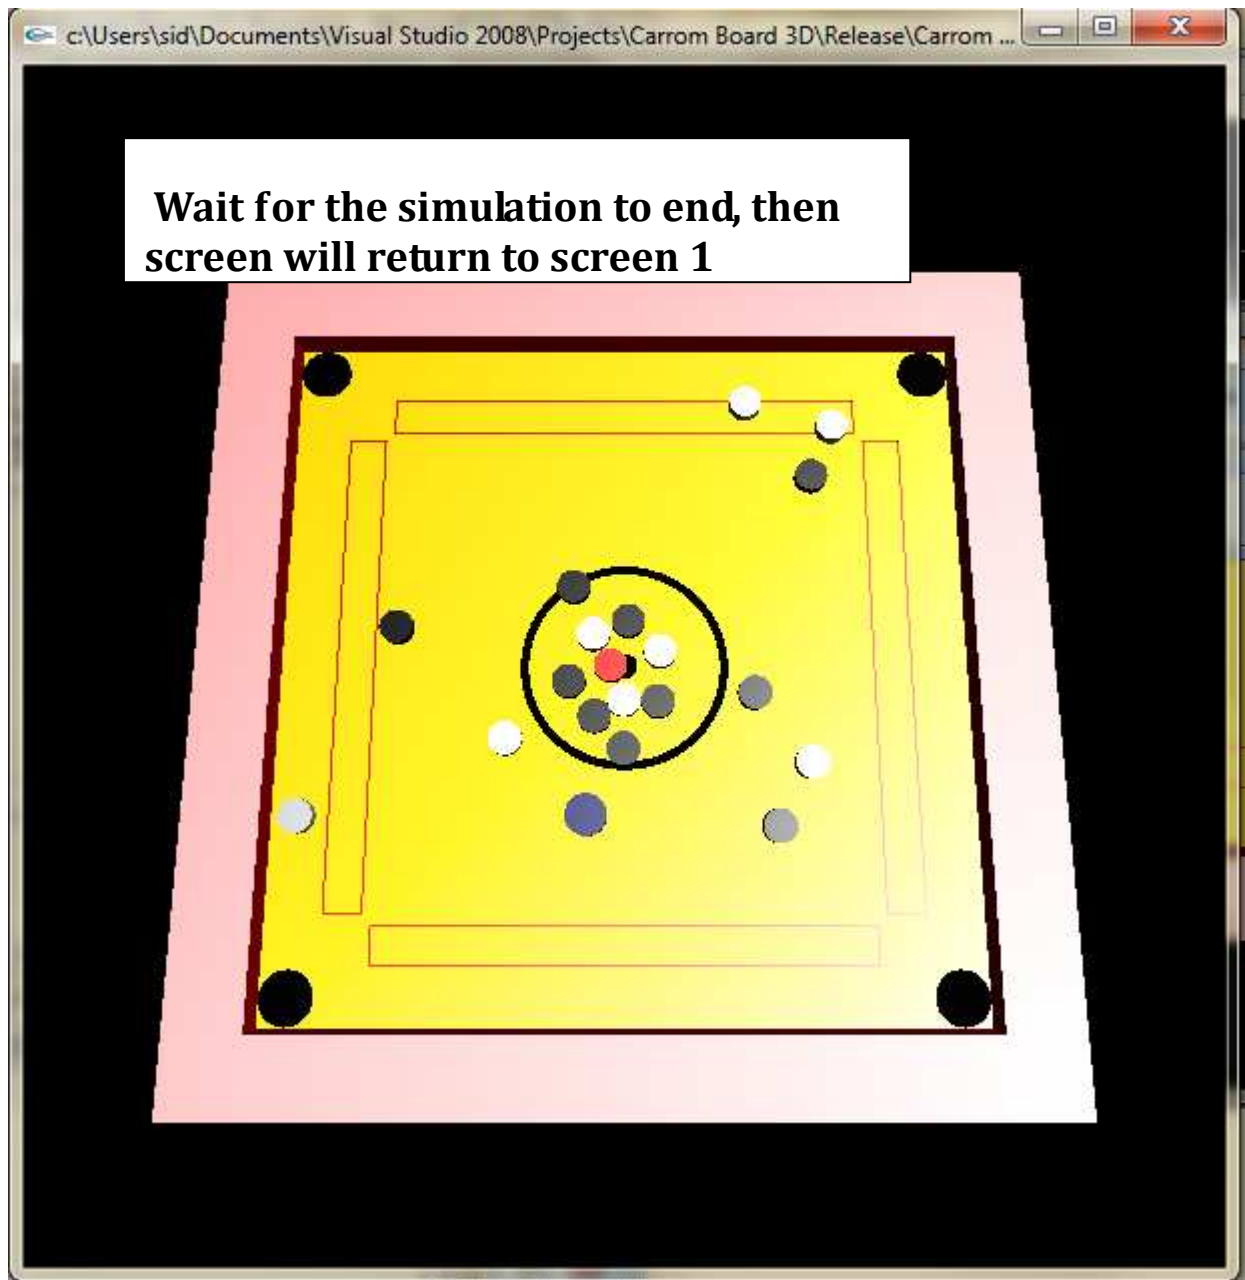 c:\Users\sid\Documents\Visual Studio 2008\Projects\Carrom Board 3D\Release\Carrom ...
Wait for the simulation to end, then
screen will return to screen 1